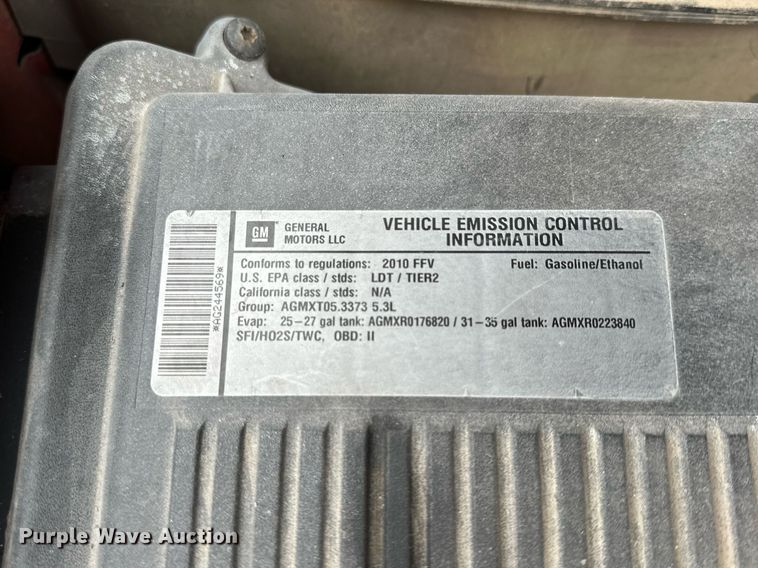 GM GENERAL MOTORS LLC
VEHICLE EMISSION CONTROL
INFORMATION
Conforms to regulations: 2010 FFV Fuel: Gasoline/Ethanol
U.S. EPA class / stds: LDT / TIER2
California class / stds: N/A
Group: AGMXT05.3373 5.3L
Evap: 25-27 gal tank: AGMXR0176820 / 31-35 gal tank: AGMXR0223840
SFI/HO2S/TWC, OBD: II
*AG244569*
Purple Wave Auction